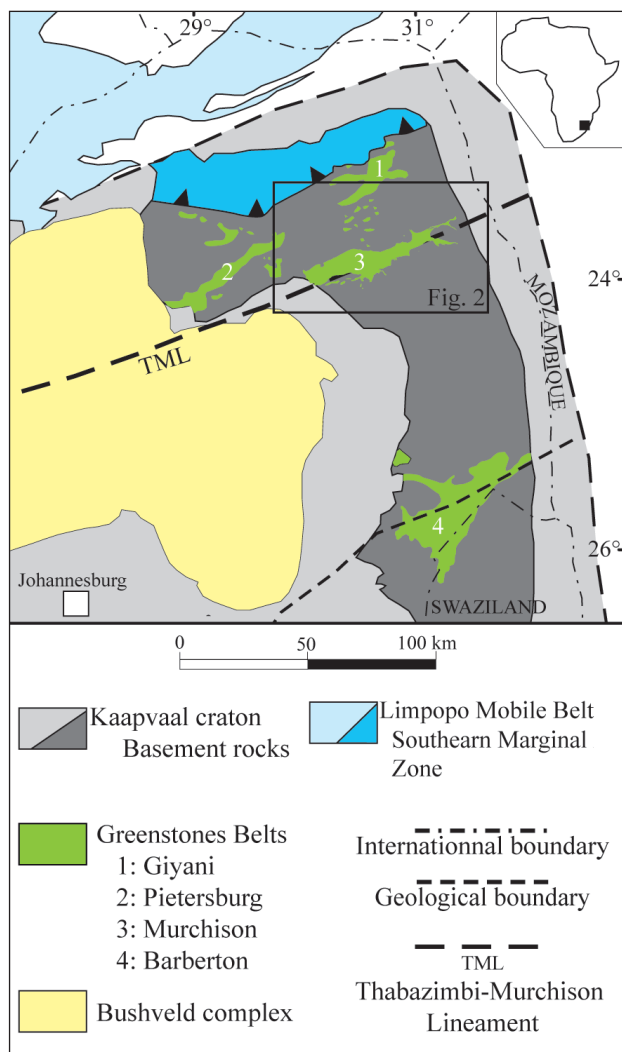 29°
31°
1
2
3
24°
Fig. 2
TML
MOZAMBIQUE
4
26°
Johannesburg
SWAZILAND
0
50
100 km
Kaapvaal craton
Basement rocks
Limpopo Mobile Belt
Southearn Marginal
Zone
Greenstones Belts
1: Giyani
2: Pietersburg
3: Murchison
4: Barberton
Bushveld complex
Internationnal boundary
Geological boundary
TML
Thabazimbi-Murchison
Lineament